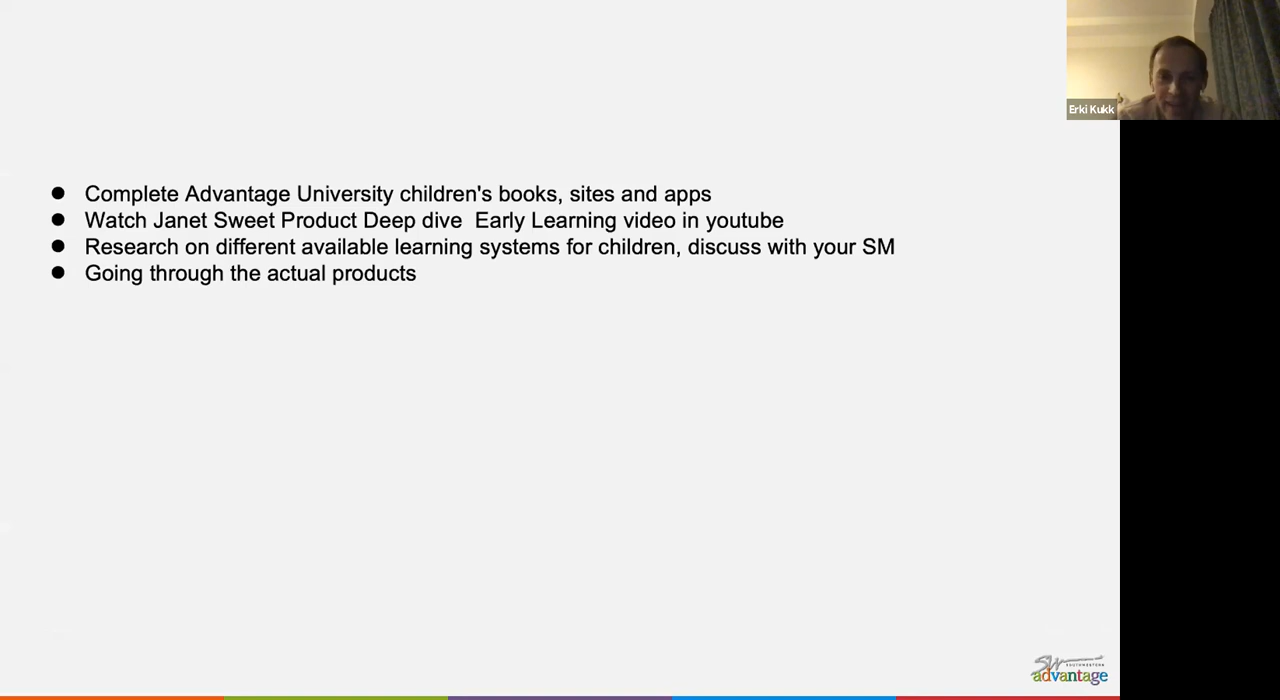 Erki Kukk
● Complete Advantage University children's books, sites and apps
● Watch Janet Sweet Product Deep dive  Early Learning video in youtube
● Research on different available learning systems for children, discuss with your SM
● Going through the actual products
SW
advantage